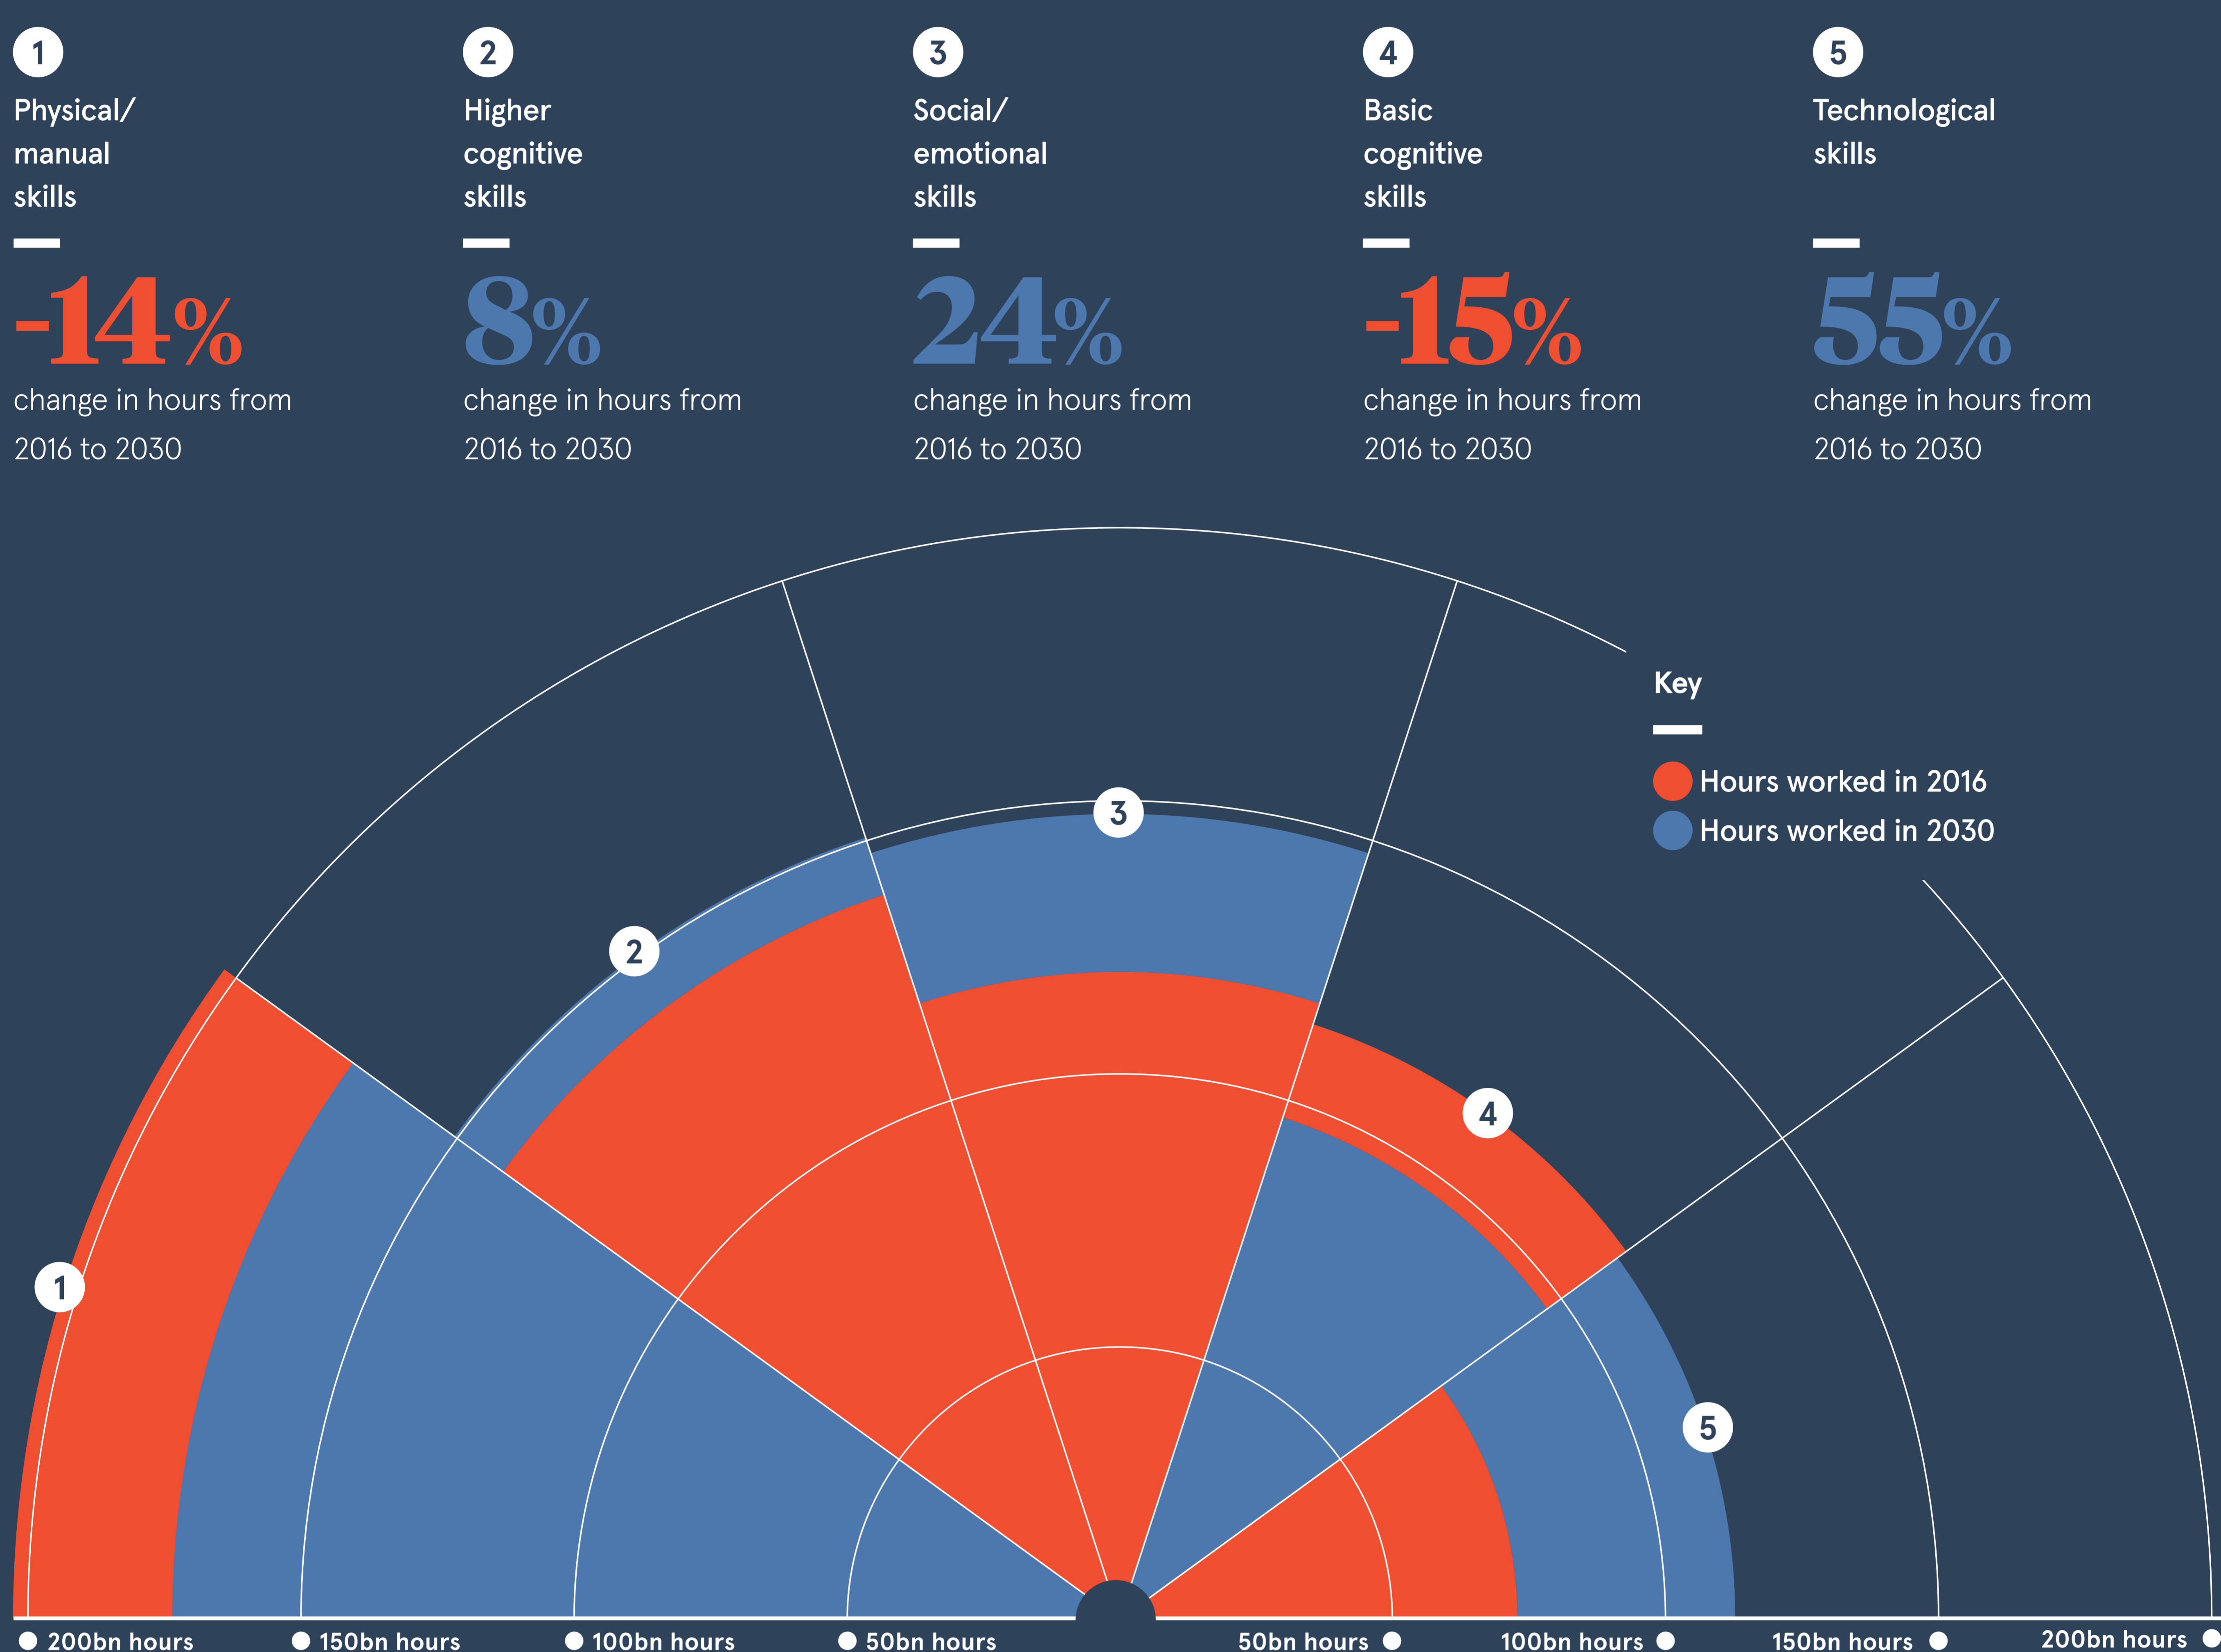 1
Physical/
manual
skills
-14%
change in hours from
2016 to 2030
2
Higher
cognitive
skills
8%
change in hours from
2016 to 2030
3
Social/
emotional
skills
24%
change in hours from
2016 to 2030
4
Basic
cognitive
skills
-15%
change in hours from
2016 to 2030
5
Technological
skills
55%
change in hours from
2016 to 2030
Key
Hours worked in 2016
Hours worked in 2030
3
2
4
1
5
200bn hours
150bn hours
100bn hours
50bn hours
50bn hours
100bn hours
150bn hours
200bn hours